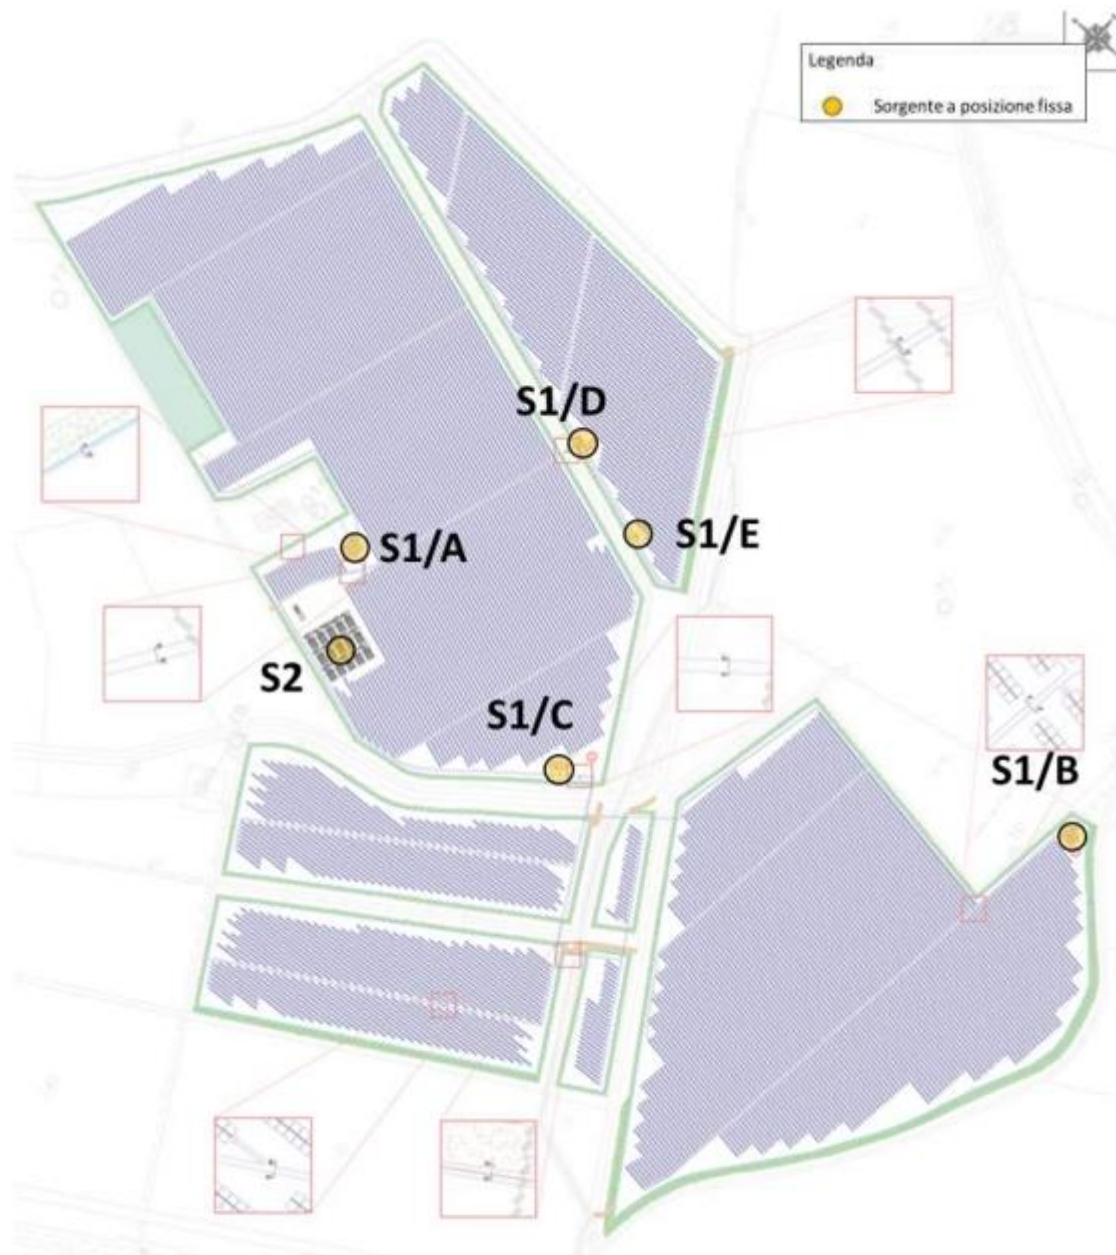 Legenda
Sorgente a posizione fissa
S1/D
S1/E
S1/A
S2
S1/C
S1/B